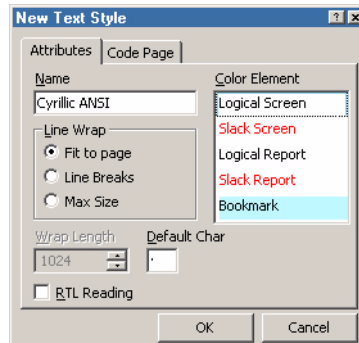 New Text Style
Attributes Code Page
Name
Cyrillic ANSI
Color Element
Logical Screen
Slack Screen
Logical Report
Slack Report
Bookmark
Line Wrap
Fit to page
Line Breaks
Max Size
Wrap Length
1024
Default Char
.
RTL Reading
OK Cancel